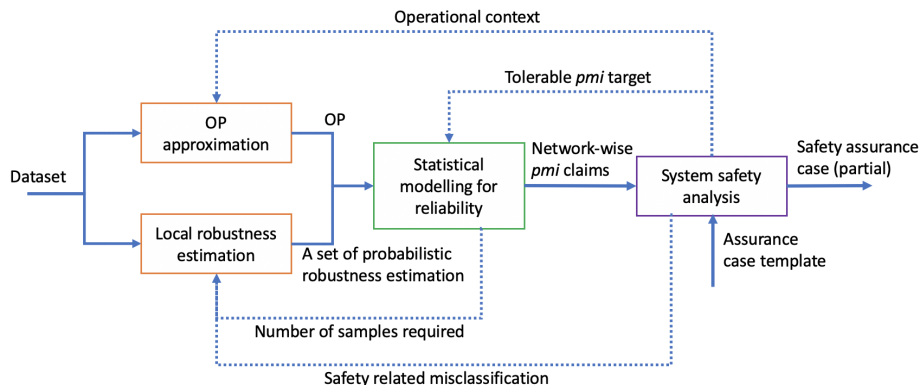 Operational context
Tolerable pmi target
OP
approximation
OP
Network-wise
pmi claims
Safety assurance
case (partial)
Statistical
modelling for
reliability
System safety
analysis
Dataset
Local robustness
estimation
A set of probabilistic
robustness estimation
Assurance
case template
Number of samples required
Safety related misclassification